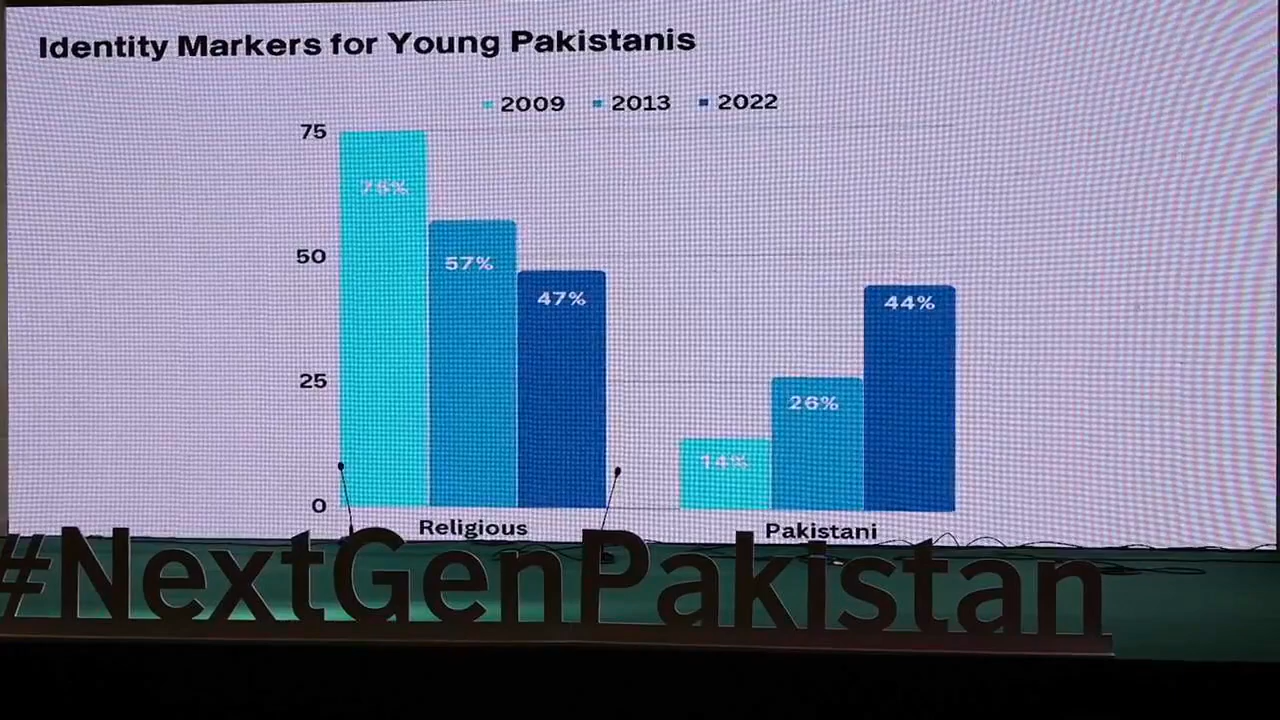 Identity Markers for Young Pakistanis
2009 2013 2022
75
76%
50
57%
47%
44%
25
26%
14%
0
Religious Pakistani
#NextGenPakistan